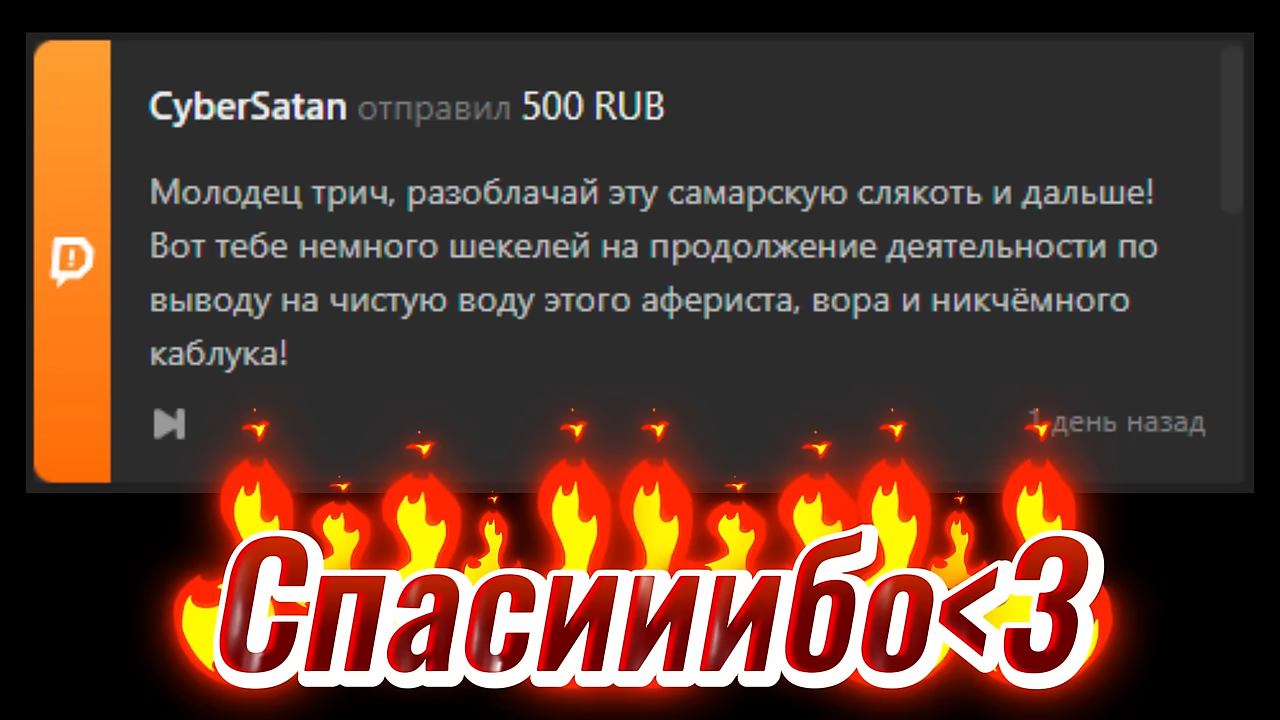 CyberSatan отправил 500 RUB
Молодец трич, разоблачай эту самарскую слякоть и дальше!
Вот тебе немного шекелей на продолжение деятельности по
выводу на чистую воду этого афериста, вора и никчёмного
каблука!
1 день назад
Спасииибо<3